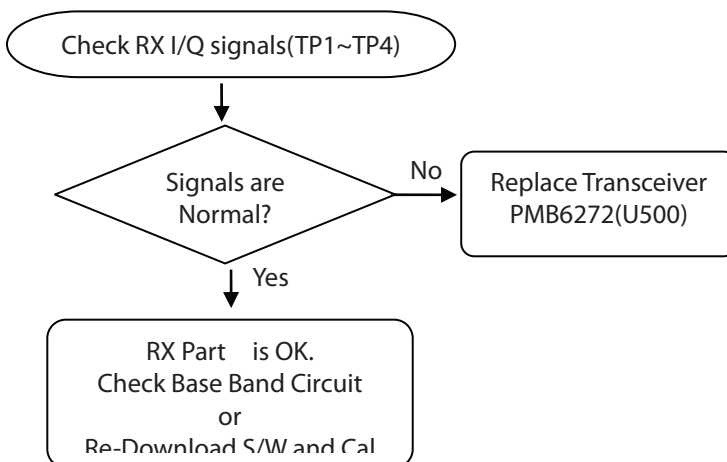 Check RX I/Q signals(TP1~TP4)
Signals are
Normal?
No
Replace Transceiver
PMB6272(U500)
Yes
RX Part is OK.
Check Base Band Circuit
or
Re-Download S/W and Cal